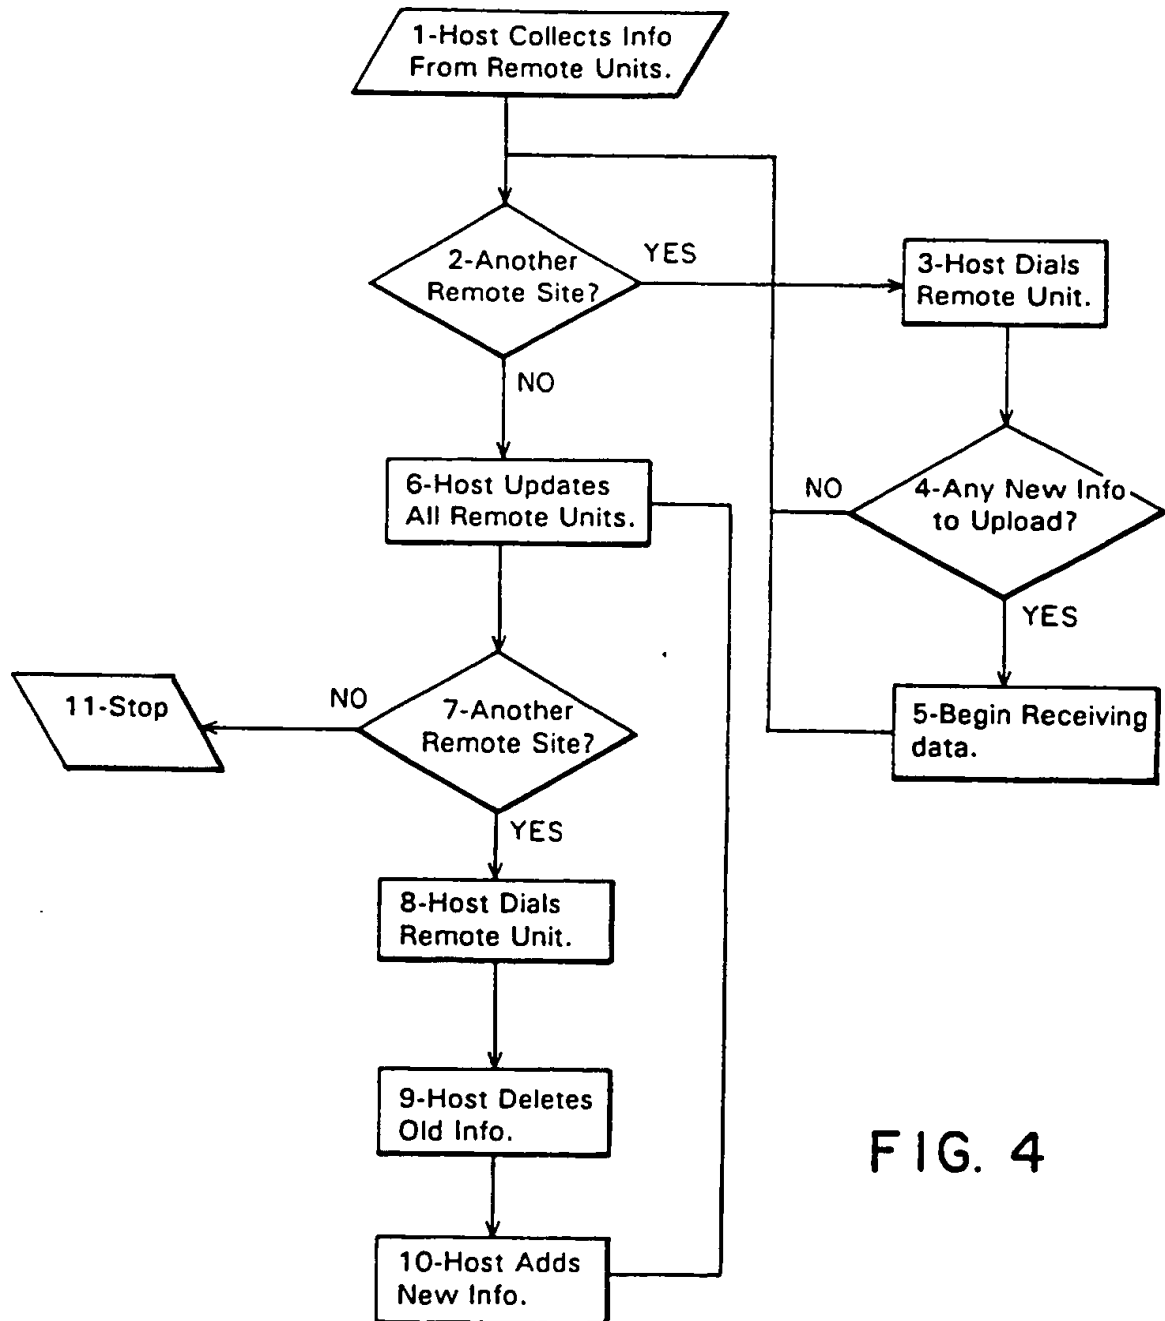 1-Host Collects Info
From Remote Units.
2-Another
Remote Site?
YES
3-Host Dials
Remote Unit.
NO
4-Any New Info
to Upload?
NO
YES
5-Begin Receiving
data.
6-Host Updates
All Remote Units.
7-Another
Remote Site?
NO
11-Stop
YES
8-Host Dials
Remote Unit.
9-Host Deletes
Old Info.
10-Host Adds
New Info.
FIG. 4